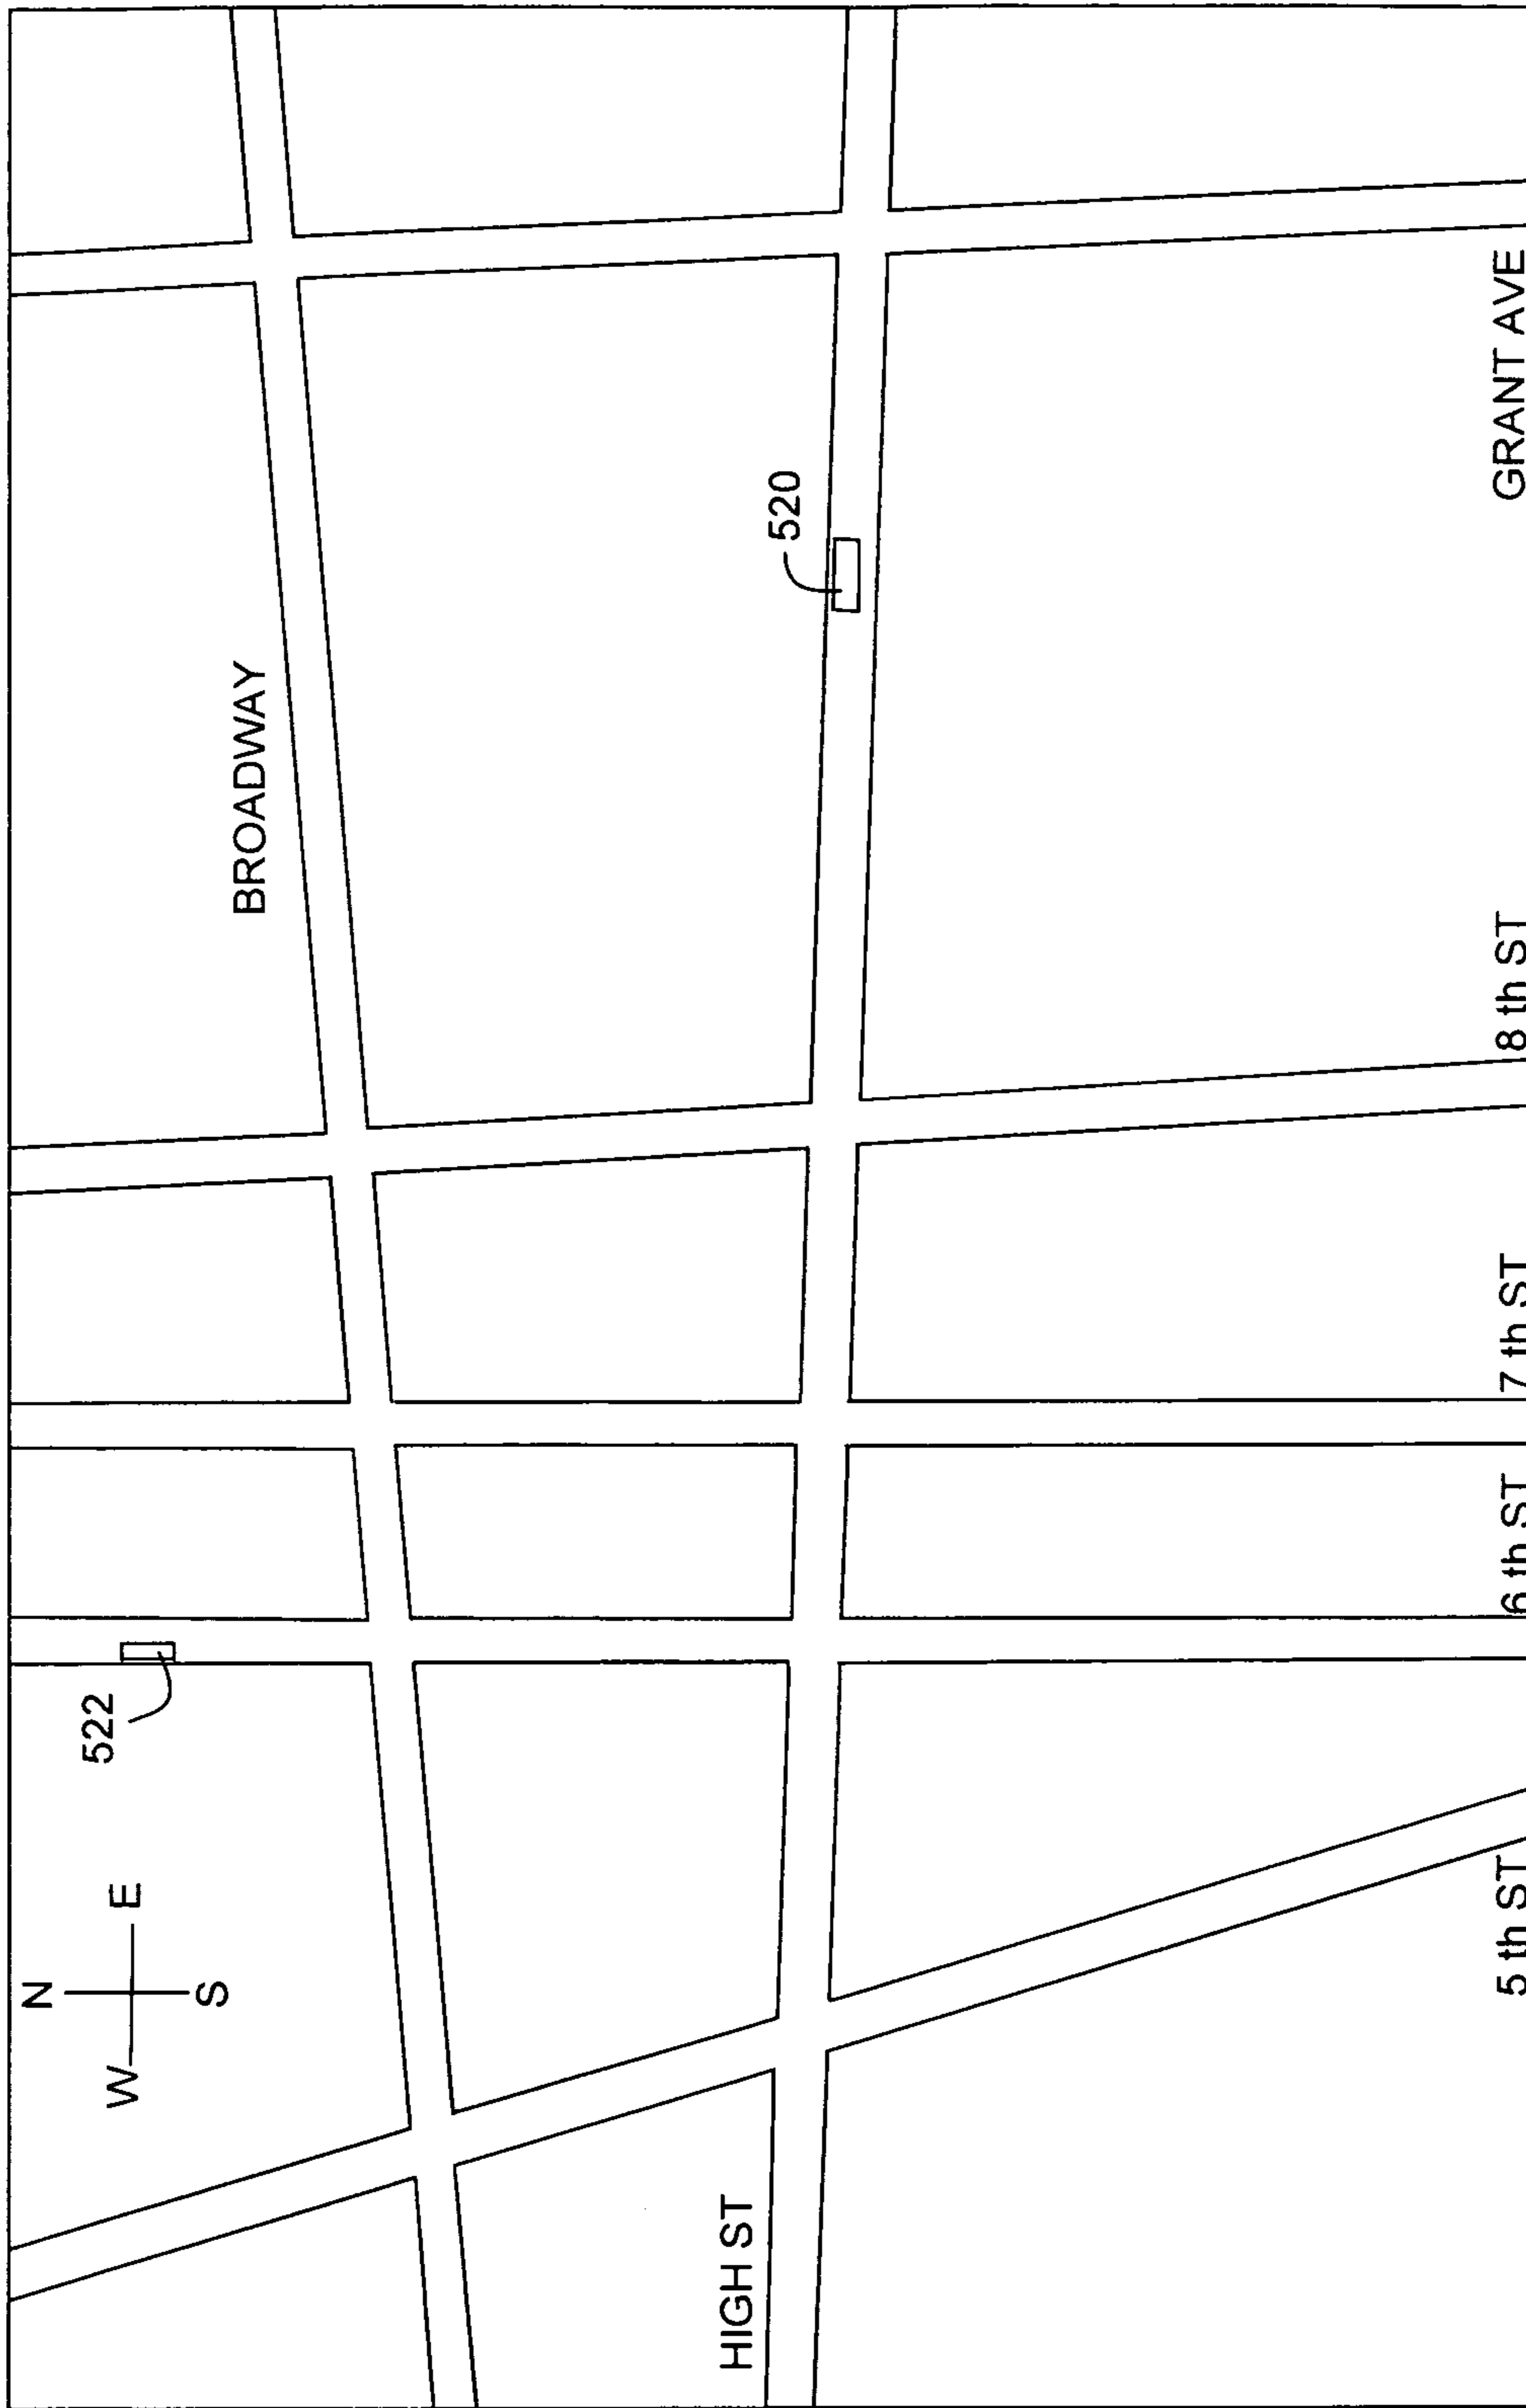 N
W E
S
522
BROADWAY
520
HIGH ST
5 th ST
6 th ST
7 th ST
8 th ST
GRANT AVE